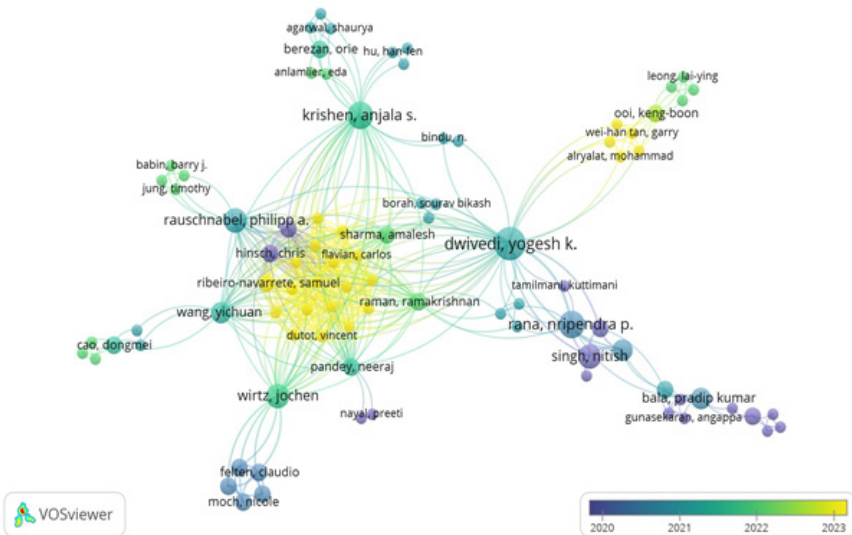 agarwal, shaurya
berezan, orie
hu, han-fen
anlamlier, eda
leong, lai-ying
krishen, anjala s.
ooi, keng-boon
wei-han tan, garry
bindu, n.
alryalat, mohammad
babin, barry j.
jung, timothy
borah, sourav bikash
rauschnabel, philipp a.
sharma, amalesh
dwivedi, yogesh k.
hinsch, chris
flavian, carlos
ribeiro-navarrete, samuel
tamilmani, kuttimani
raman, ramakrishnan
wang, yichuan
rana, nripendra p.
dutot, vincent
cao, dongmei
singh, nitish
pandey, neeraj
wirtz, jochen
bala, pradip kumar
nayal, preeti
gunasekaran, angappa
felten, claudio
moch, nicole
VOSviewer
2020 2021 2022 2023